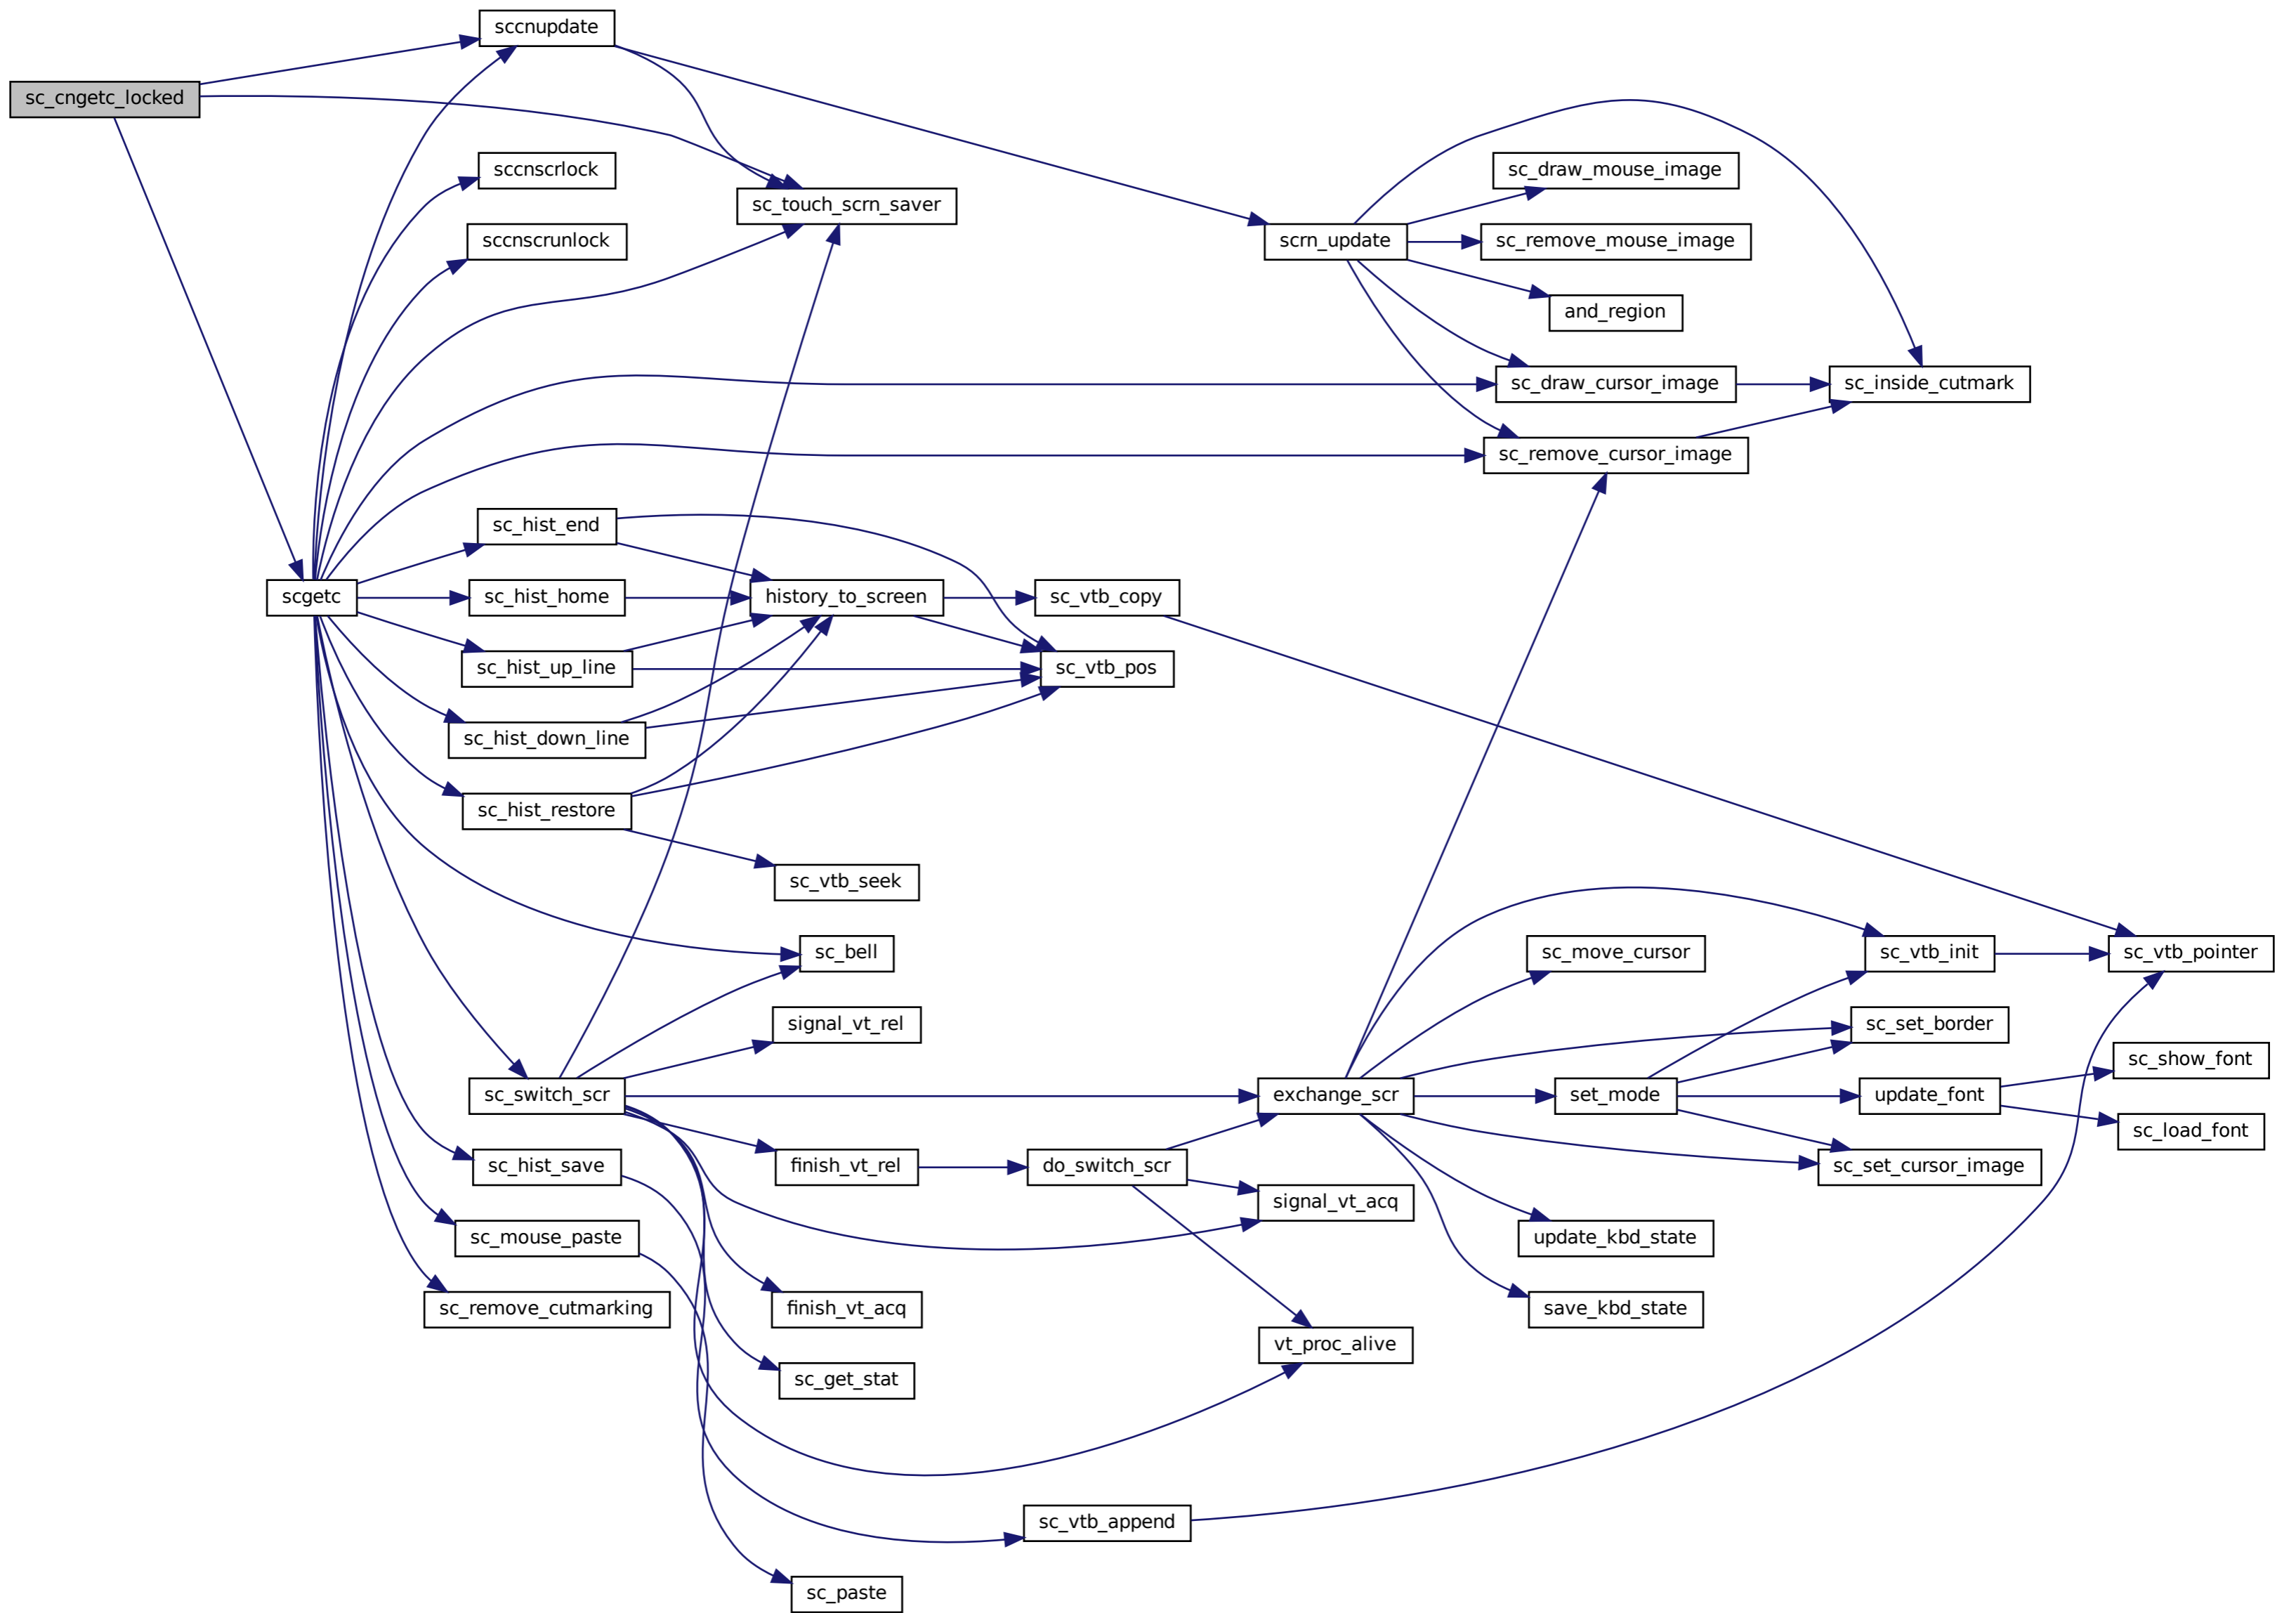 sccnupdate
sc_cngetc_locked
sccnscrlock
sc_draw_mouse_image
sc_touch_scrn_saver
sccnscrunlock
scrn_update
sc_remove_mouse_image
and_region
sc_draw_cursor_image
sc_inside_cutmark
sc_remove_cursor_image
sc_hist_end
scgetc
sc_hist_home
history_to_screen
sc_vtb_copy
sc_hist_up_line
sc_vtb_pos
sc_hist_down_line
sc_hist_restore
sc_vtb_seek
sc_bell
sc_move_cursor
sc_vtb_init
sc_vtb_pointer
signal_vt_rel
sc_set_border
sc_show_font
sc_switch_scr
exchange_scr
set_mode
update_font
sc_load_font
sc_hist_save
finish_vt_rel
do_switch_scr
sc_set_cursor_image
signal_vt_acq
sc_mouse_paste
update_kbd_state
sc_remove_cutmarking
finish_vt_acq
save_kbd_state
vt_proc_alive
sc_get_stat
sc_vtb_append
sc_paste